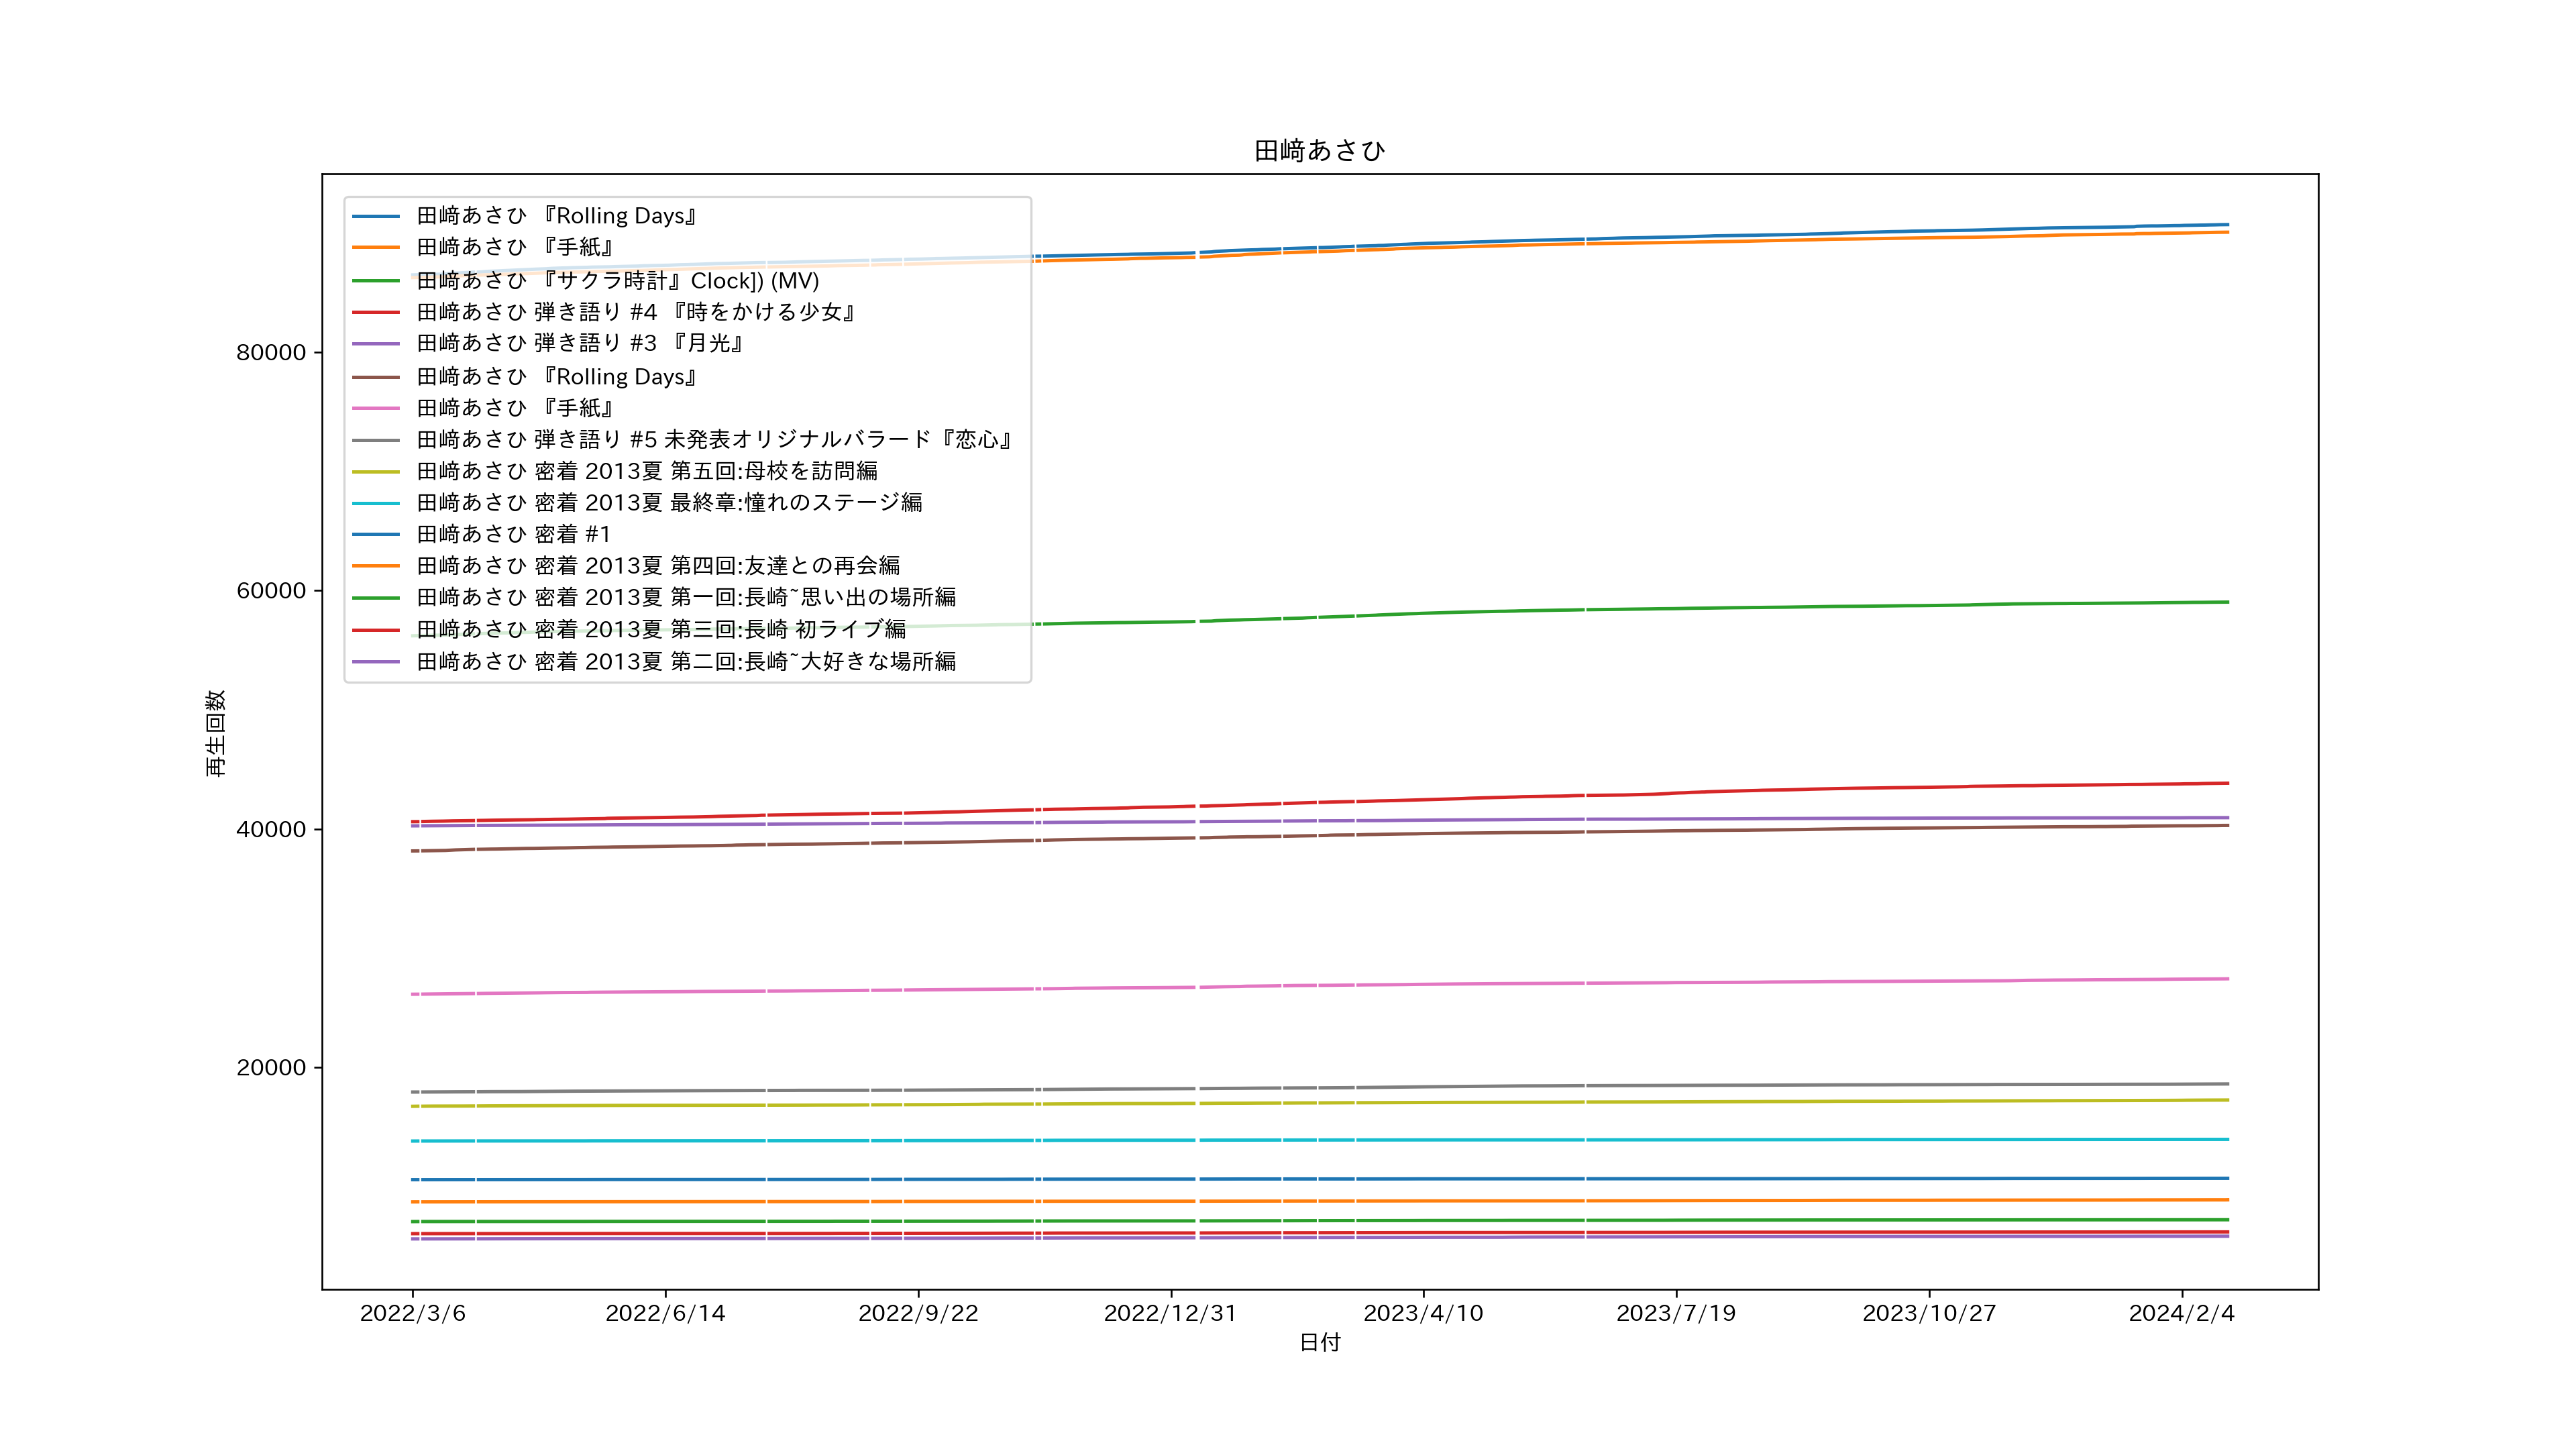 田﨑あさひ
田﨑あさひ 『Rolling Days』
田﨑あさひ 『手紙』
田﨑あさひ 『サクラ時計』Clock]) (MV)
田﨑あさひ 弾き語り #4 『時をかける少女』
田﨑あさひ 弾き語り #3 『月光』
田﨑あさひ 『Rolling Days』
田﨑あさひ 『手紙』
田﨑あさひ 弾き語り #5 未発表オリジナルバラード『恋心』
田﨑あさひ 密着 2013夏 第五回:母校を訪問編
田﨑あさひ 密着 2013夏 最終章:憧れのステージ編
田﨑あさひ 密着 #1
田﨑あさひ 密着 2013夏 第四回:友達との再会編
田﨑あさひ 密着 2013夏 第一回:長崎~思い出の場所編
田﨑あさひ 密着 2013夏 第三回:長崎 初ライブ編
田﨑あさひ 密着 2013夏 第二回:長崎~大好きな場所編
80000
60000
40000
20000
再生回数
2022/3/6 2022/6/14 2022/9/22 2022/12/31 2023/4/10 2023/7/19 2023/10/27 2024/2/4
日付